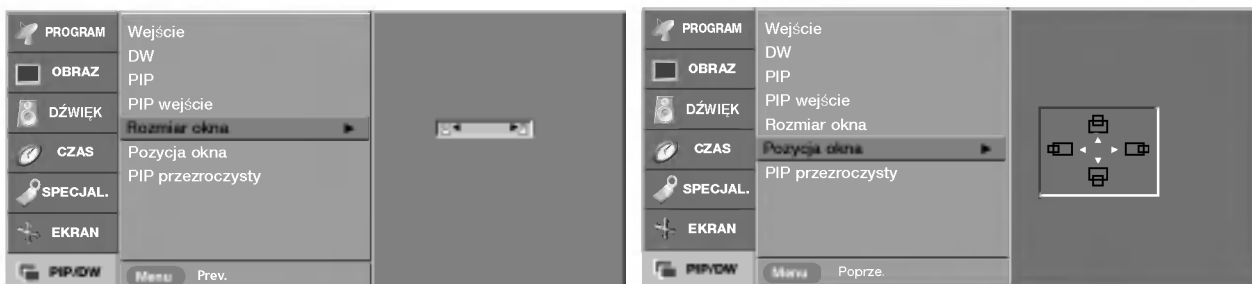 PROGRAM
OBRAZ
DŹWIĘK
CZAS
SPECJAL.
EKRAN
PIP/DW
Wejście
DW
PIP
PIP wejście
Rozmiar okna
Pozycja okna
PIP przezroczysty
Menu Prev.
PROGRAM
OBRAZ
DŹWIĘK
CZAS
SPECJAL.
EKRAN
PIP/DW
Wejście
DW
PIP
PIP wejście
Rozmiar okna
Pozycja okna
PIP przezroczysty
Menu Poprze.